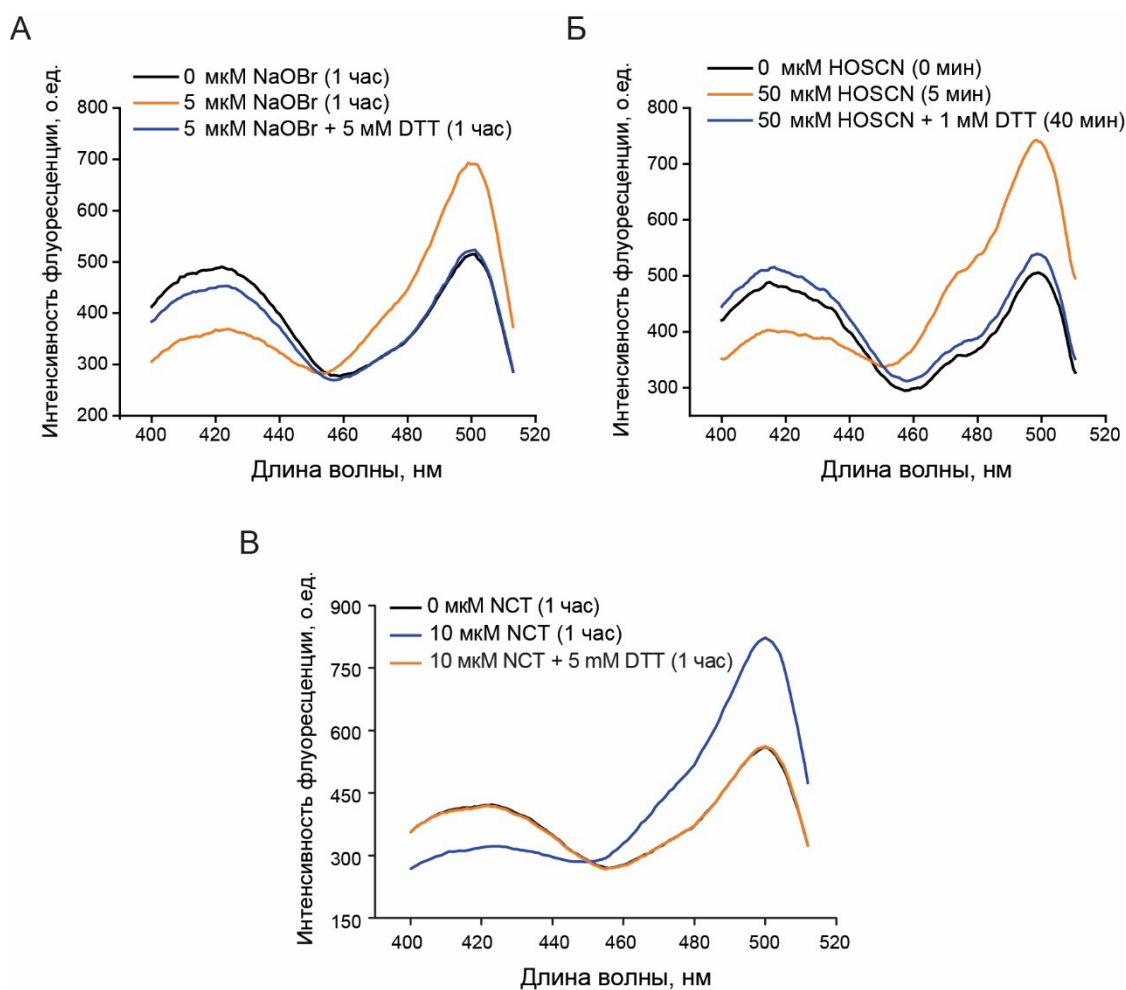 А
0 мкМ NaOBr (1 час)
5 мкМ NaOBr (1 час)
5 мкМ NaOBr + 5 мМ DTT (1 час)
Интенсивность флуоресценции, о.ед.
800
700
600
500
400
300
200
400 420 440 460 480 500 520
Длина волны, нм
Б
0 мкМ HOSCN (0 мин)
50 мкМ HOSCN (5 мин)
50 мкМ HOSCN + 1 мМ DTT (40 мин)
Интенсивность флуоресценции, о.ед.
800
700
600
500
400
300
400 420 440 460 480 500 520
Длина волны, нм
В
0 мкМ NCT (1 час)
10 мкМ NCT (1 час)
10 мкМ NCT + 5 mM DTT (1 час)
Интенсивность флуоресценции, о.ед.
900
750
600
450
300
150
400 420 440 460 480 500 520
Длина волны, нм